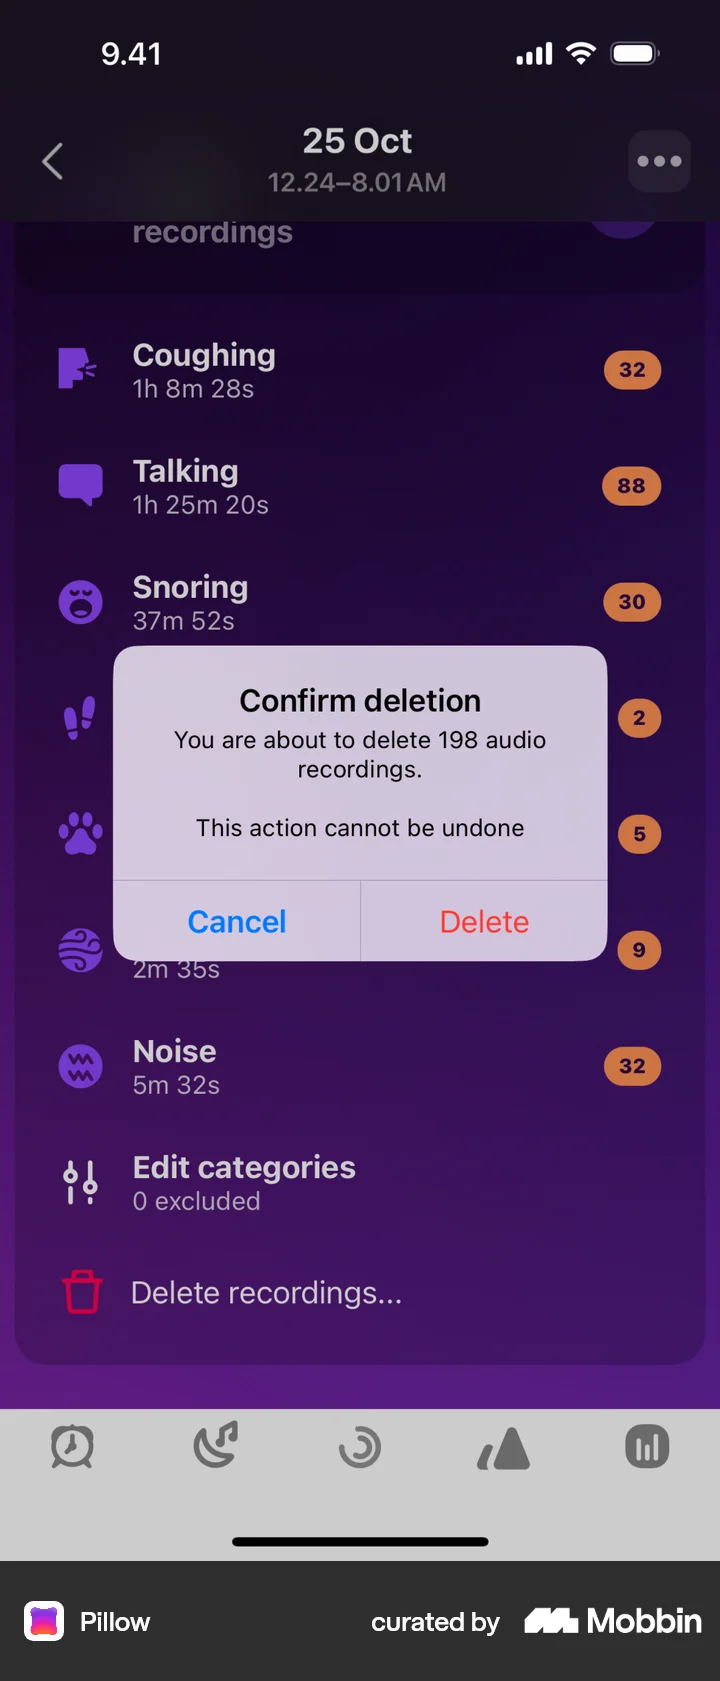 9.41
25 Oct
12.24–8.01 AM
recordings
Coughing
1h 8m 28s
32
Talking
1h 25m 20s
88
Snoring
37m 52s
30
2
5
9
Confirm deletion
You are about to delete 198 audio
recordings.
This action cannot be undone
Cancel
Delete
2m 35s
Noise
5m 32s
32
Edit categories
0 excluded
Delete recordings...
Pillow
curated by
Mobbin